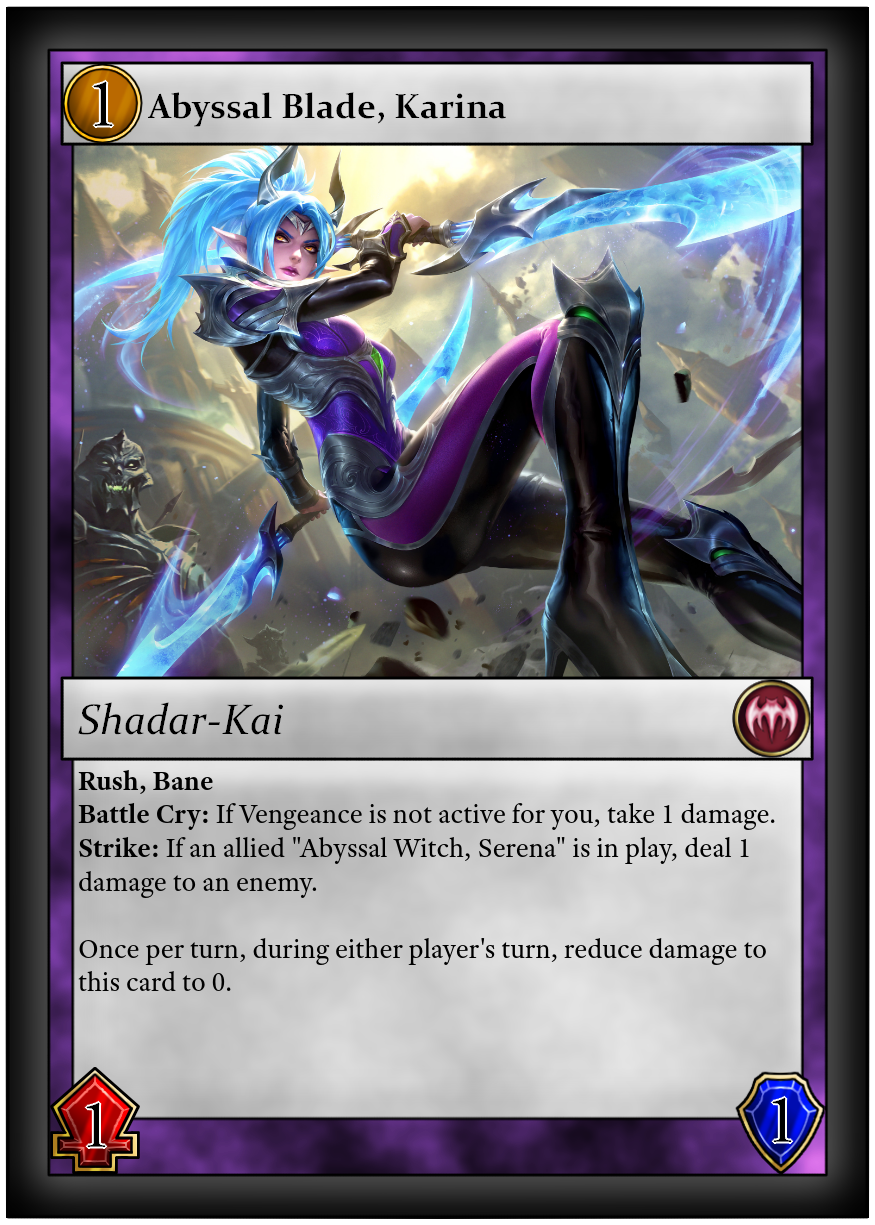 1
Abyssal Blade, Karina
Shadar-Kai
Rush, Bane
Battle Cry: If Vengeance is not active for you, take 1 damage.
Strike: If an allied "Abyssal Witch, Serena" is in play, deal 1
damage to an enemy.
Once per turn, during either player's turn, reduce damage to
this card to 0.
1
1